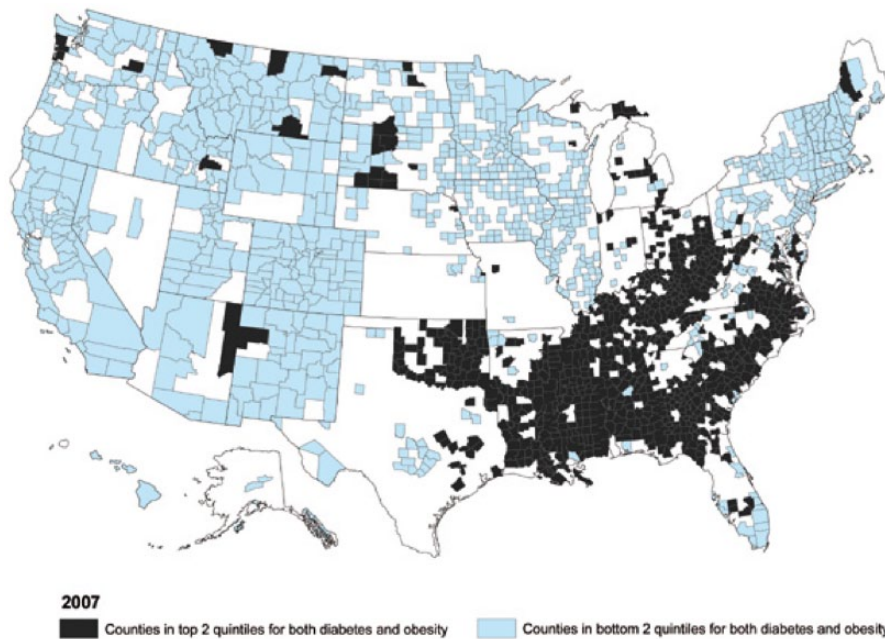 2007
Counties in top 2 quintiles for both diabetes and obesity Counties in bottom 2 quintiles for both diabetes and obesity